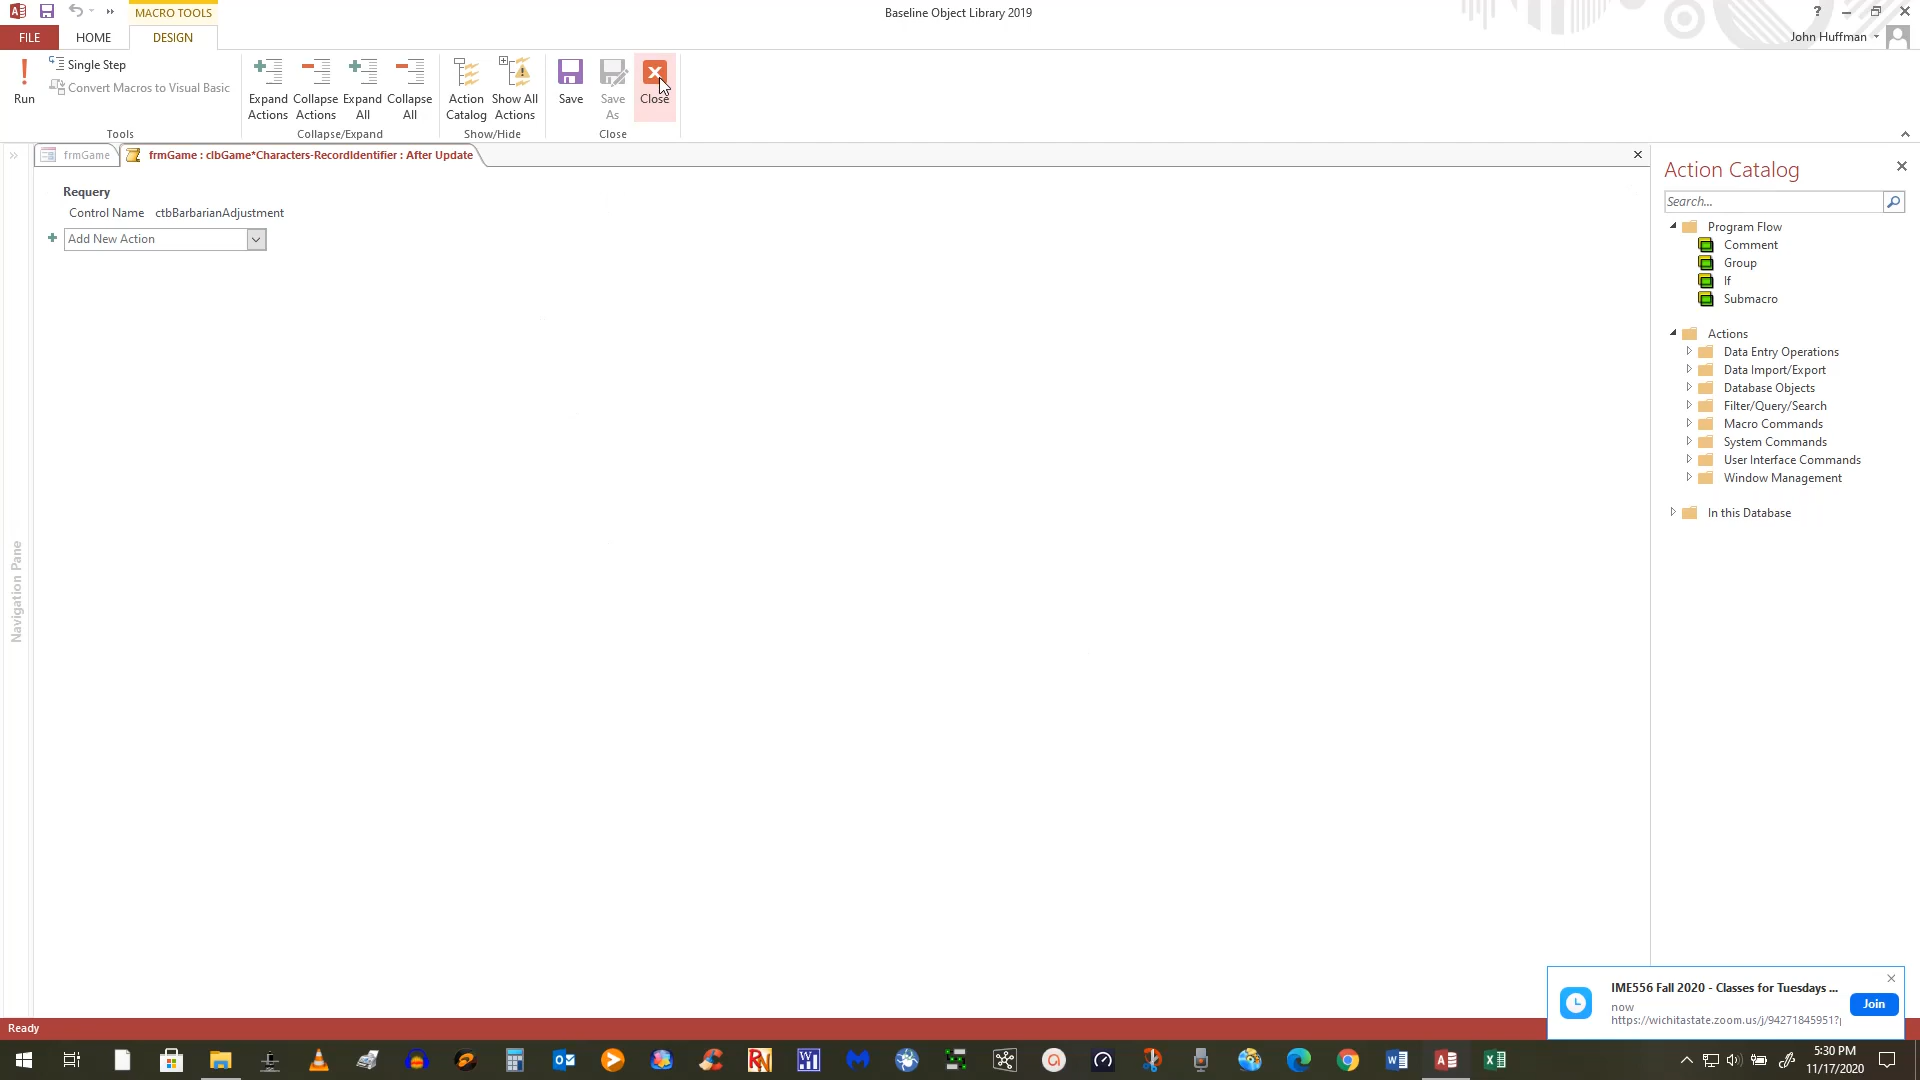 MACRO TOOLS
Baseline Object Library 2019
?
FILE
HOME
DESIGN
John Huffman
Run
Single Step
Convert Macros to Visual Basic
Tools
Expand Actions
Collapse Actions
Expand All
Collapse All
Collapse/Expand
Action Catalog
Show All Actions
Show/Hide
Save
Save As
Close
Close
frmGame
frmGame : clbGame*Characters-RecordIdentifier : After Update
Requery
Control Name ctbBarbarianAdjustment
Add New Action
Navigation Pane
Action Catalog
Search...
Program Flow
Comment
Group
If
Submacro
Actions
Data Entry Operations
Data Import/Export
Database Objects
Filter/Query/Search
Macro Commands
System Commands
User Interface Commands
Window Management
In this Database
IME556 Fall 2020 - Classes for Tuesdays ...
now
https://wichitastate.zoom.us/j/94271845951?
Join
Ready
5:30 PM
11/17/2020